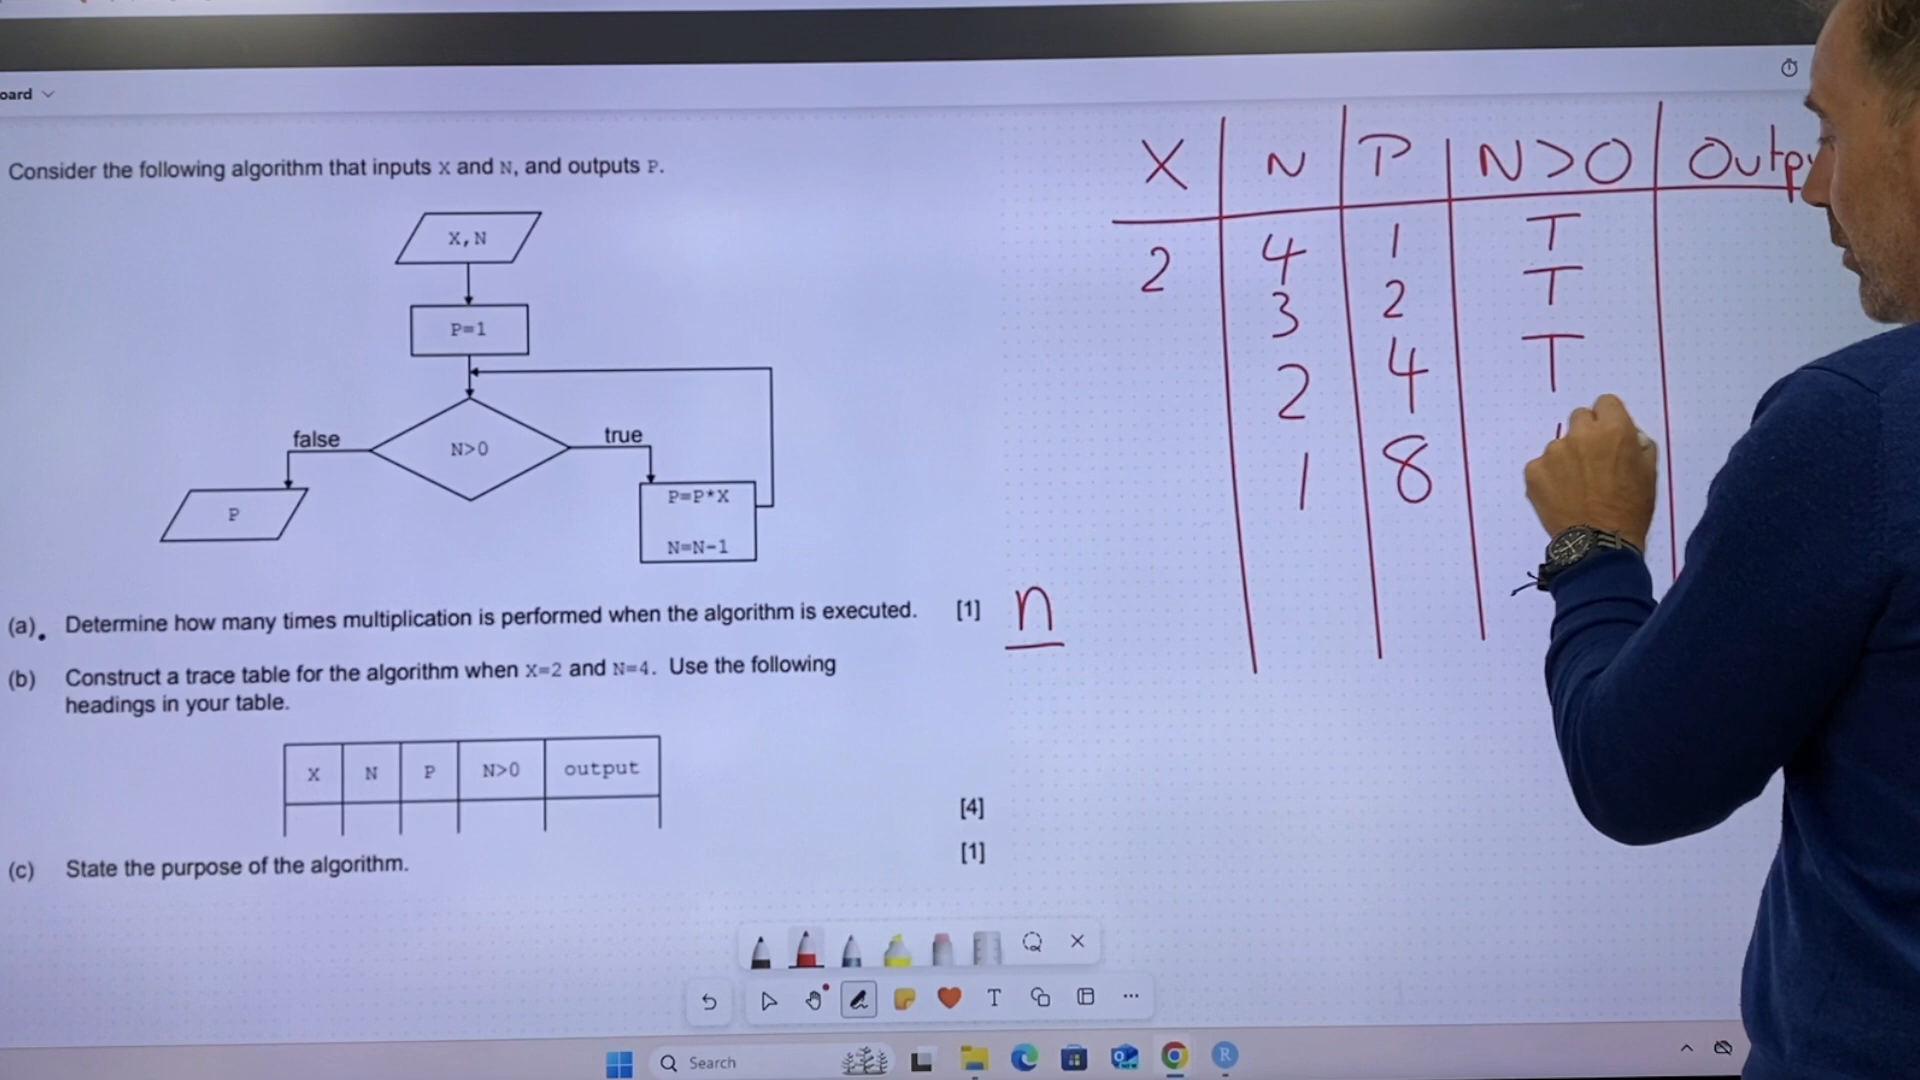 oard
Consider the following algorithm that inputs X and N, and outputs P.
X,N
P=1
false
N>0
true
P
P=P*X
N=N-1
(a). Determine how many times multiplication is performed when the algorithm is executed. [1]
n
(b) Construct a trace table for the algorithm when X=2 and N=4. Use the following
headings in your table.
X N P N>0 output
[4]
(c) State the purpose of the algorithm. [1]
X N P N>0 Outp
2 4 1 T
3 2 T
2 4 T
1 8
T
Search
R